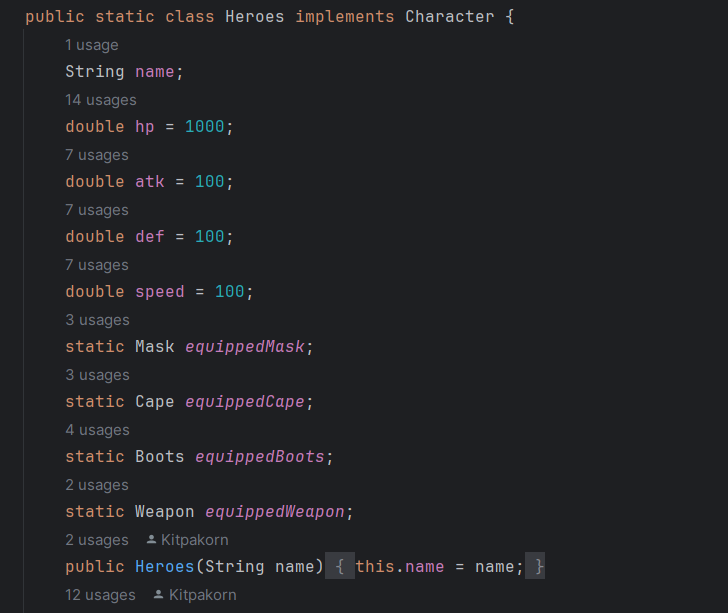 public static class Heroes implements Character {
1 usage
String name;
14 usages
double hp = 1000;
7 usages
double atk = 100;
7 usages
double def = 100;
7 usages
double speed = 100;
3 usages
static Mask equippedMask;
3 usages
static Cape equippedCape;
4 usages
static Boots equippedBoots;
2 usages
static Weapon equippedWeapon;
2 usages Kitpakorn
public Heroes(String name) { this.name = name; }
12 usages Kitpakorn